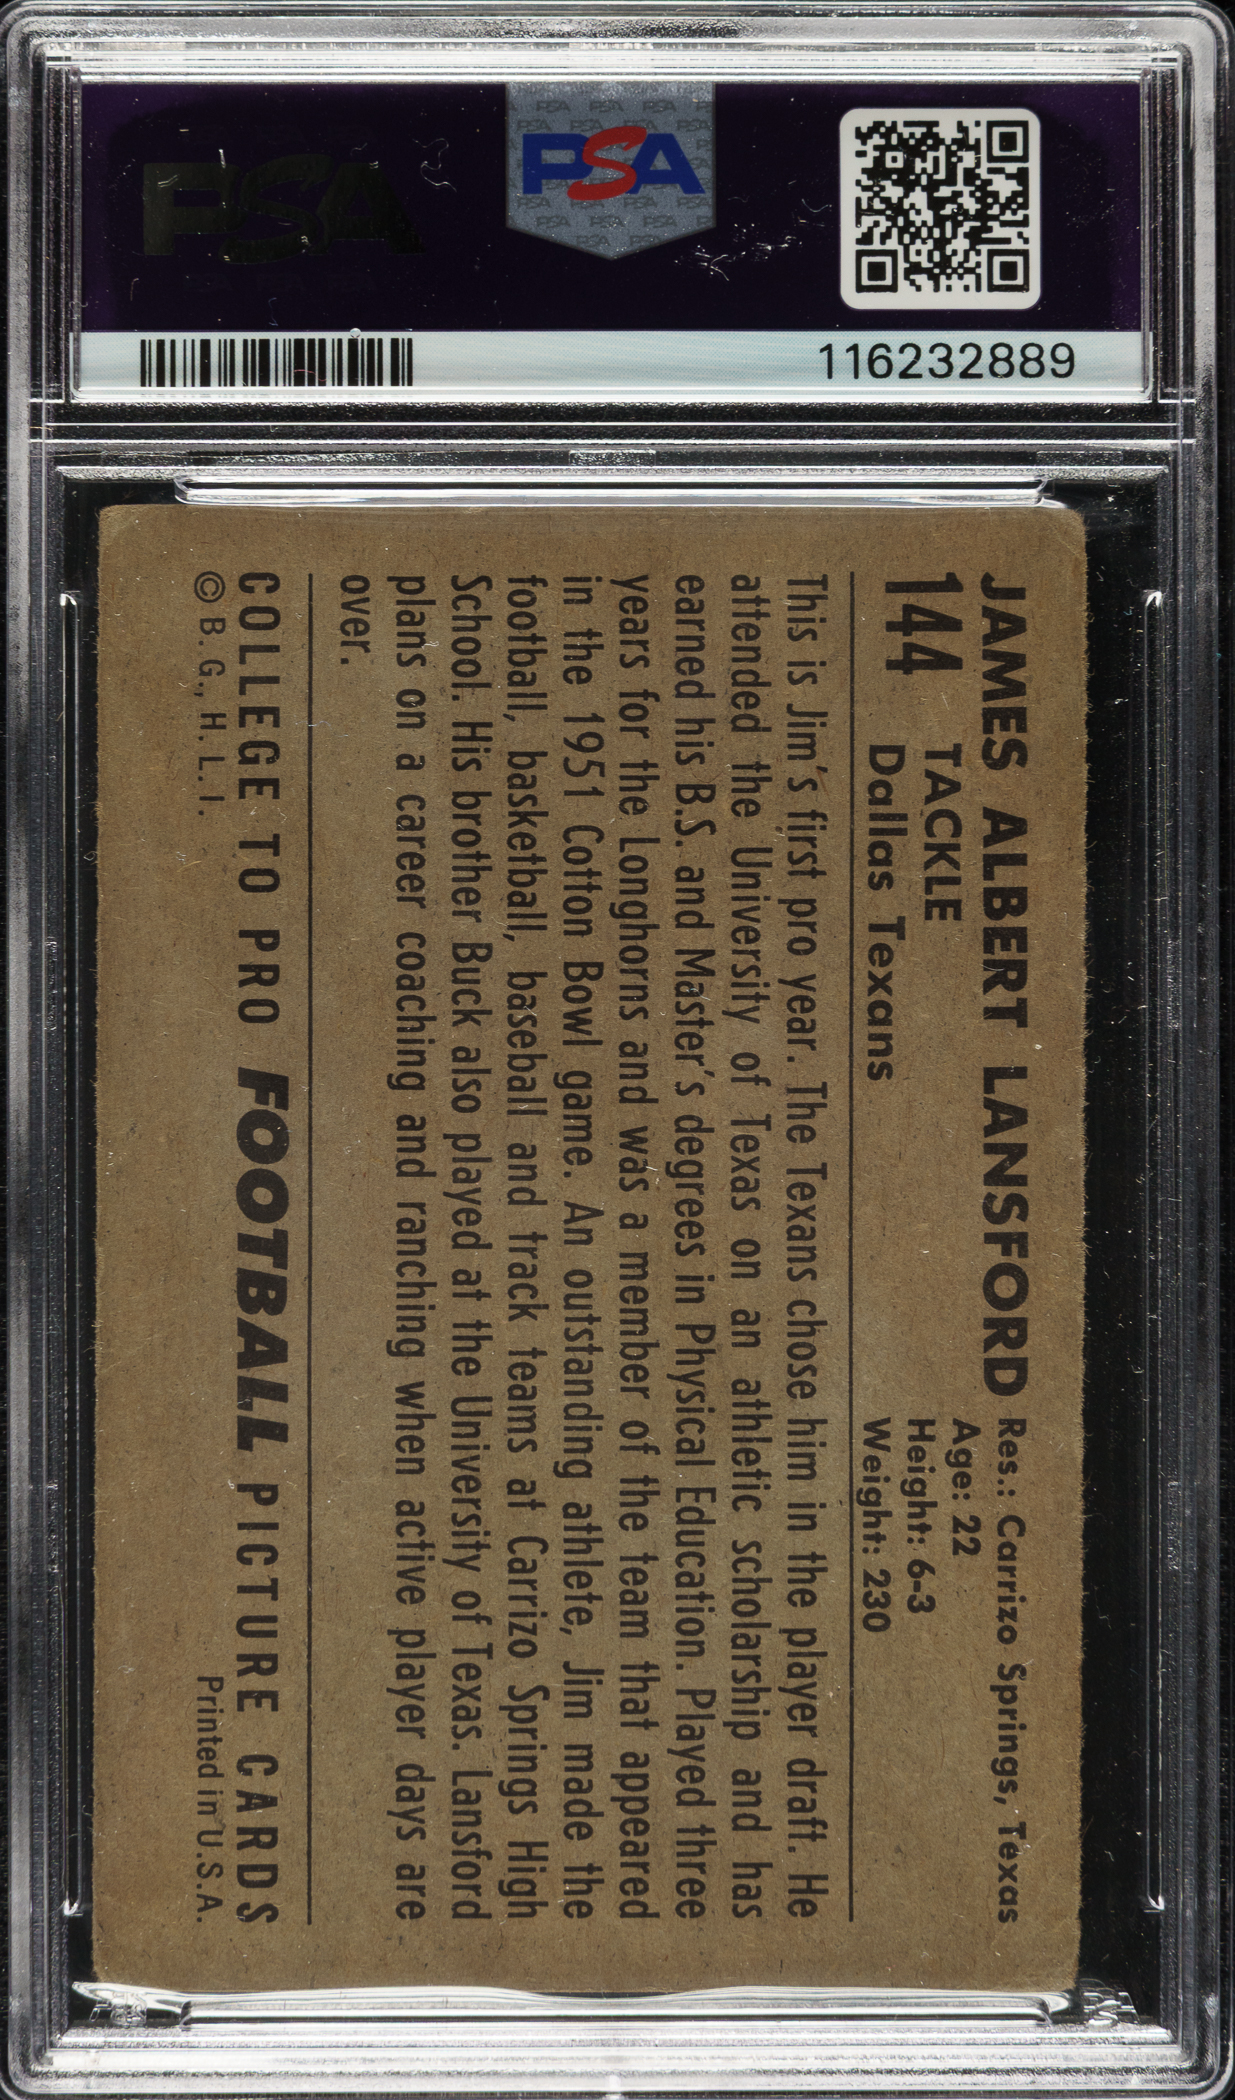 PSA
PSA
116232889
JAMES ALBERT LANSFORD
Res.: Carrizo Springs, Texas
144
TACKLE
Age: 22
Height: 6-3
Dallas Texans
Weight: 230
This is Jim's first pro year. The Texans chose him in the player draft. He
attended the University of Texas on an athletic scholarship and has
earned his B.S. and Master's degrees in Physical Education. Played three
years for the Longhorns and was a member of the team that appeared
in the 1951 Cotton Bowl game. An outstanding athlete, Jim made the
football, basketball, baseball and track teams at Carrizo Springs High
School. His brother Buck also played at the University of Texas. Lansford
plans on a career coaching and ranching when active player days are
over.
COLLEGE TO PRO FOOTBALL PICTURE CARDS
© B. G., H. L. I.
Printed in U.S.A.